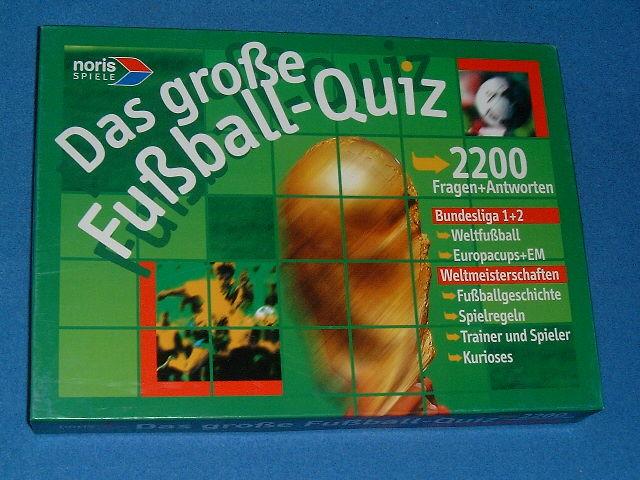 noris
SPIELE
Das große
Fußball-Quiz
2200
Fragen+Antworten
Bundesliga 1+2
Weltfußball
Europacups+EM
Weltmeisterschaften
Fußballgeschichte
Spielregeln
Trainer und Spieler
Kurioses
Das große Fußball-Quiz 2200